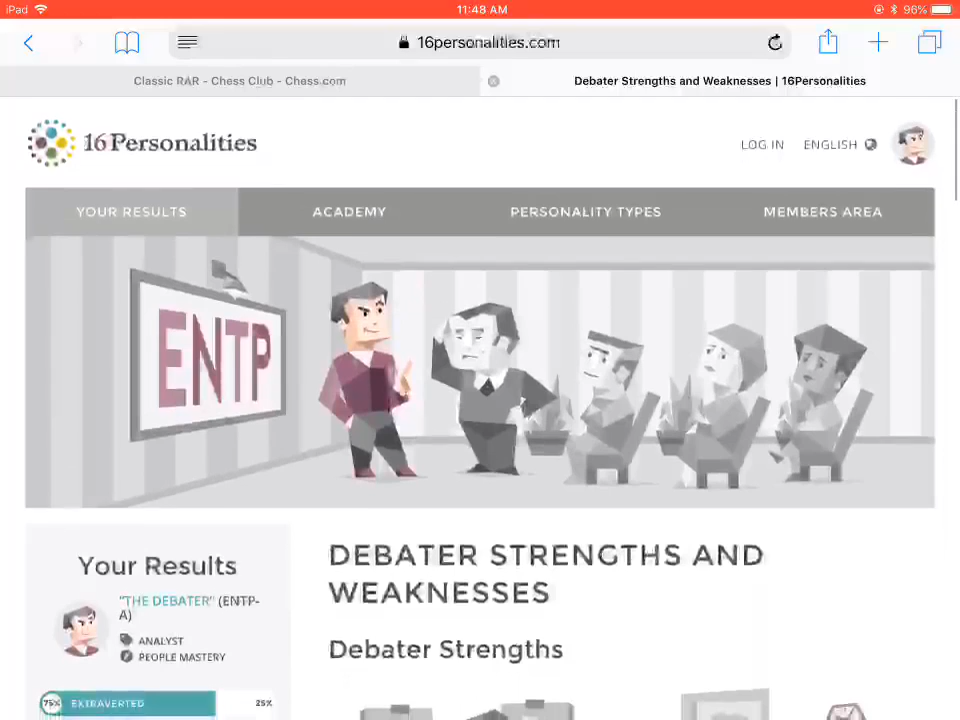 iPad 11:48 AM 96%
16personalities.com
Classic RAR - Chess Club - Chess.com Debater Strengths and Weaknesses | 16Personalities
16Personalities LOG IN ENGLISH
YOUR RESULTS ACADEMY PERSONALITY TYPES MEMBERS AREA
ENTP
Your Results
"THE DEBATER" (ENTP-
A)
ANALYST
PEOPLE MASTERY
75% EXTRAVERTED 25%
DEBATER STRENGTHS AND
WEAKNESSES
Debater Strengths